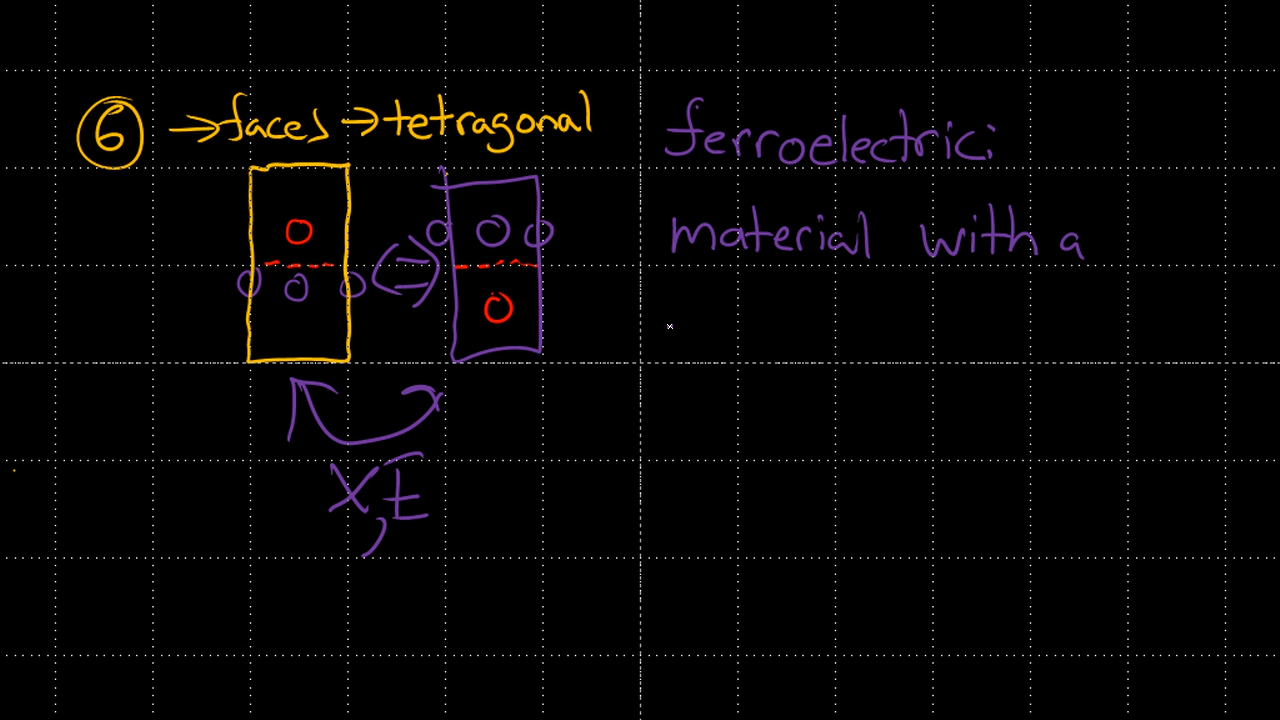 6 → faces → tetragonal
ferroelectric:
material with a
X, E